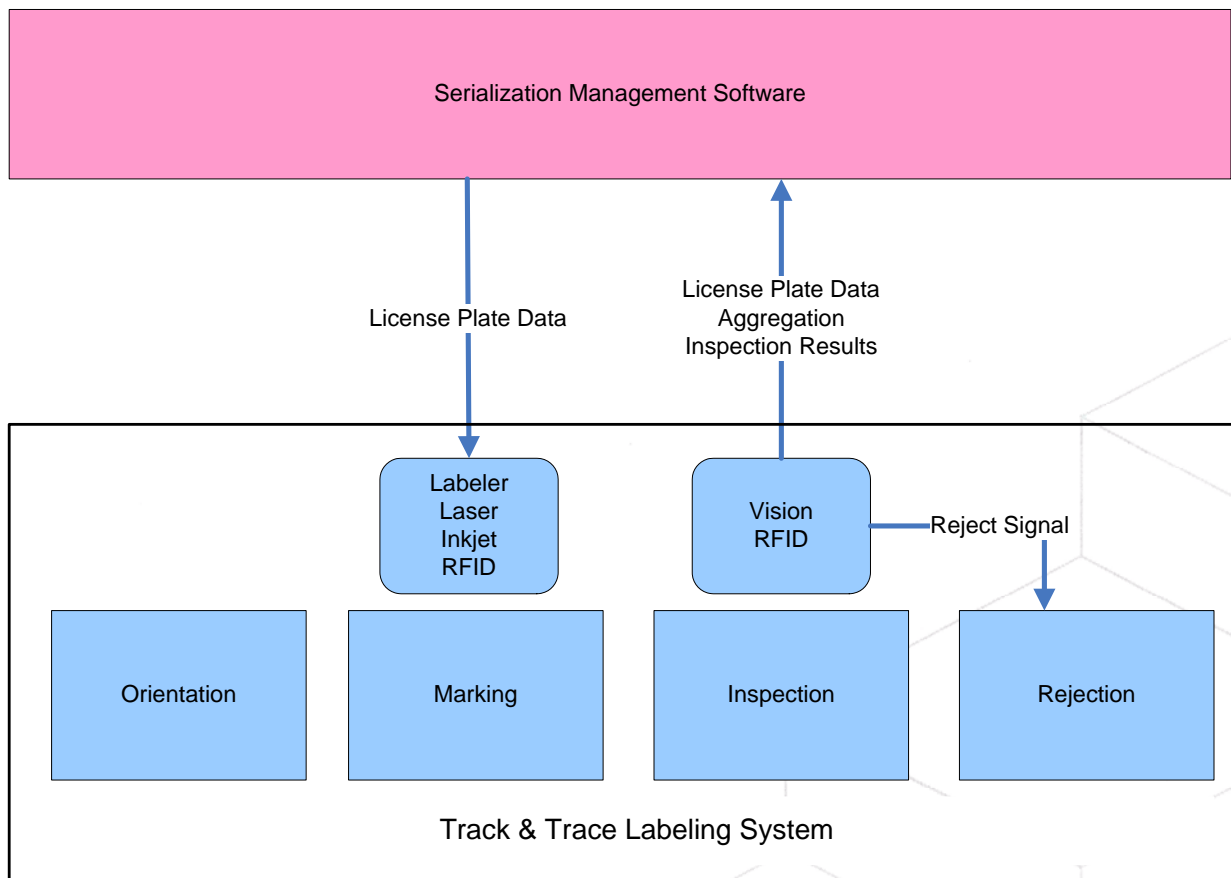 Serialization Management Software
License Plate Data
License Plate Data
Aggregation
Inspection Results
Labeler
Laser
Inkjet
RFID
Vision
RFID
Reject Signal
Orientation
Marking
Inspection
Rejection
Track & Trace Labeling System